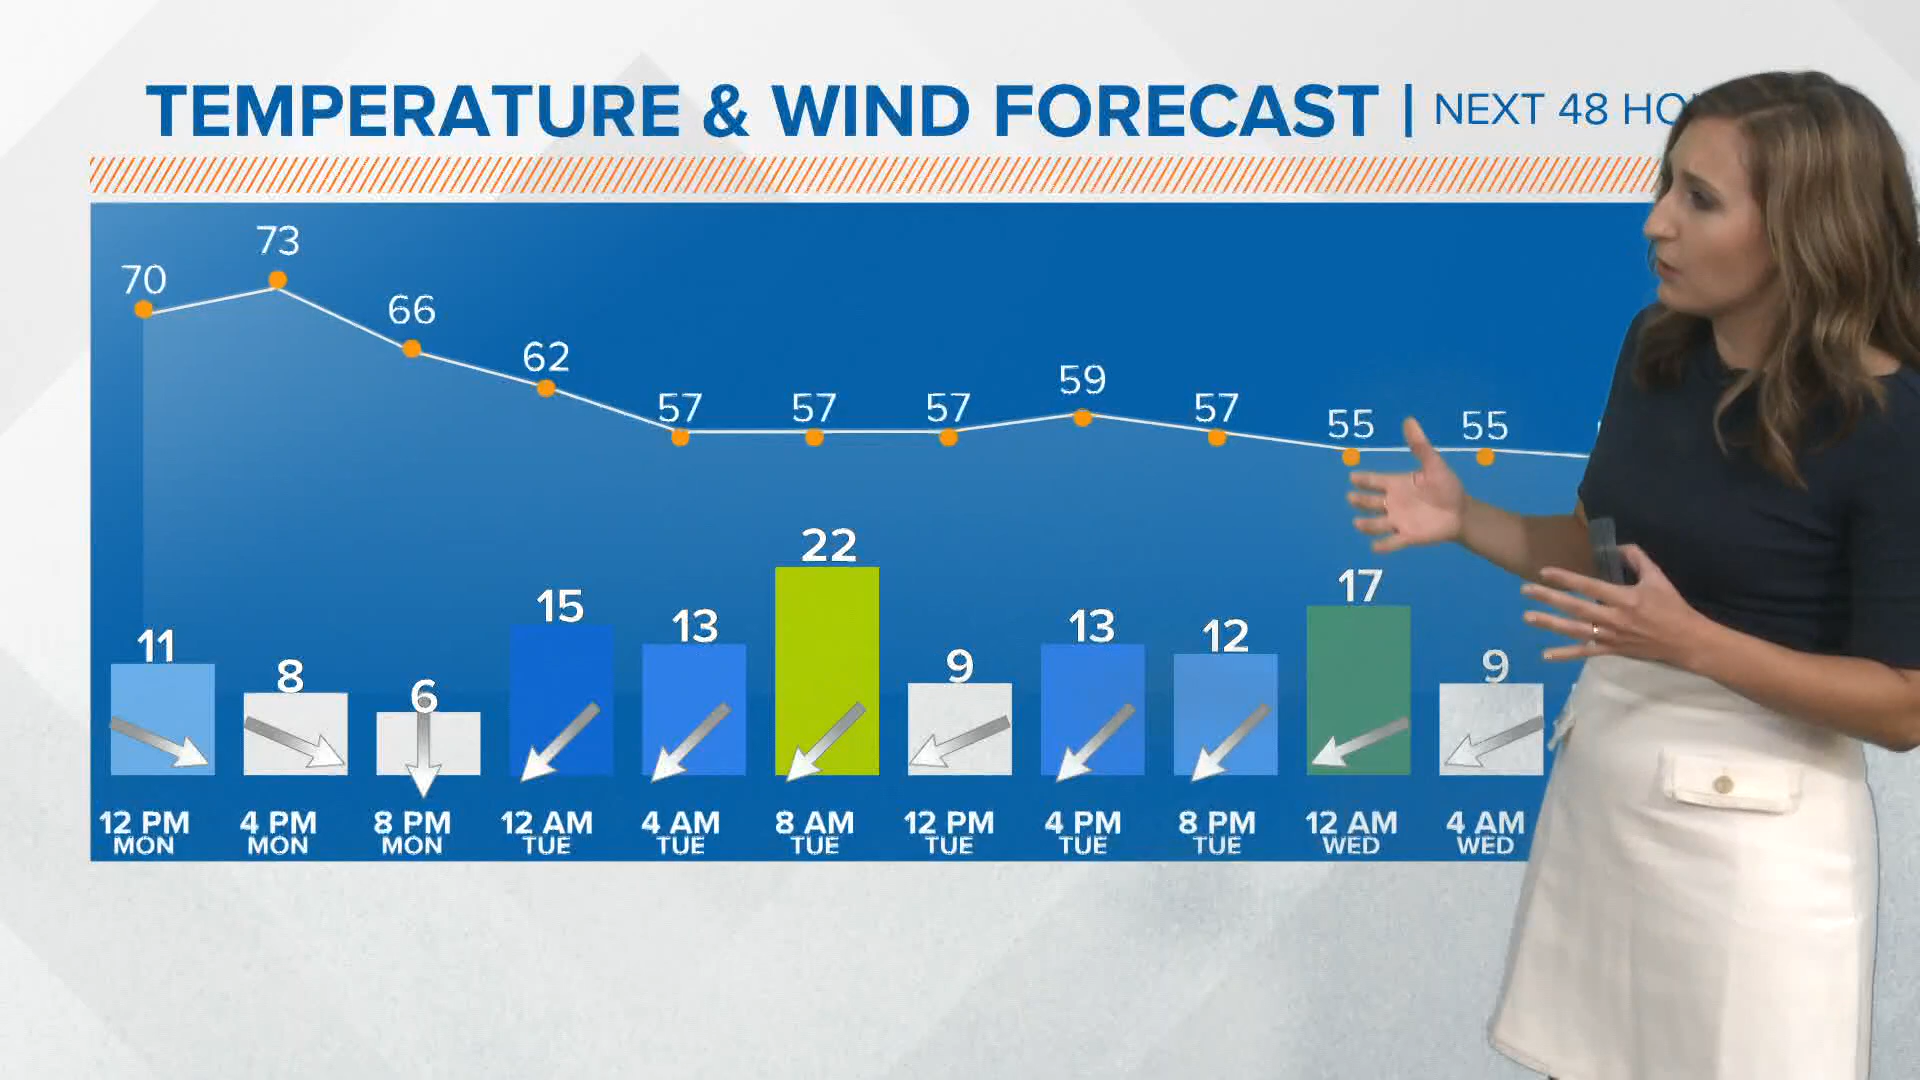 TEMPERATURE & WIND FORECAST | NEXT 48
70 73 66 62 57 57 57 59 57 55 55
11 8 6 15 13 22 9 13 12 17 9
12 PM 4 PM 8 PM 12 AM 4 AM 8 AM 12 PM 4 PM 8 PM 12 AM 4 AM
MON MON MON TUE TUE TUE TUE TUE TUE WED WED